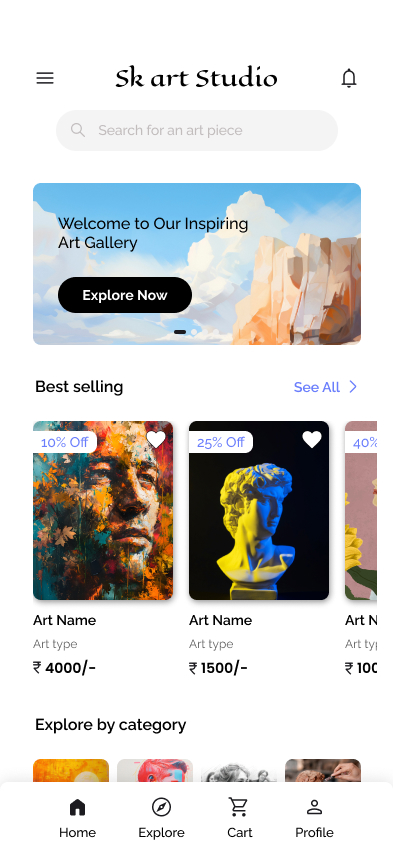 Sk art Studio
Search for an art piece
Welcome to Our Inspiring
Art Gallery
Explore Now
Best selling
See All
10% Off
25% Off
40%
Art Name
Art Name
Art N
Art type
Art type
Art ty
₹ 4000/-
₹ 1500/-
₹ 100
Explore by category
Home
Explore
Cart
Profile